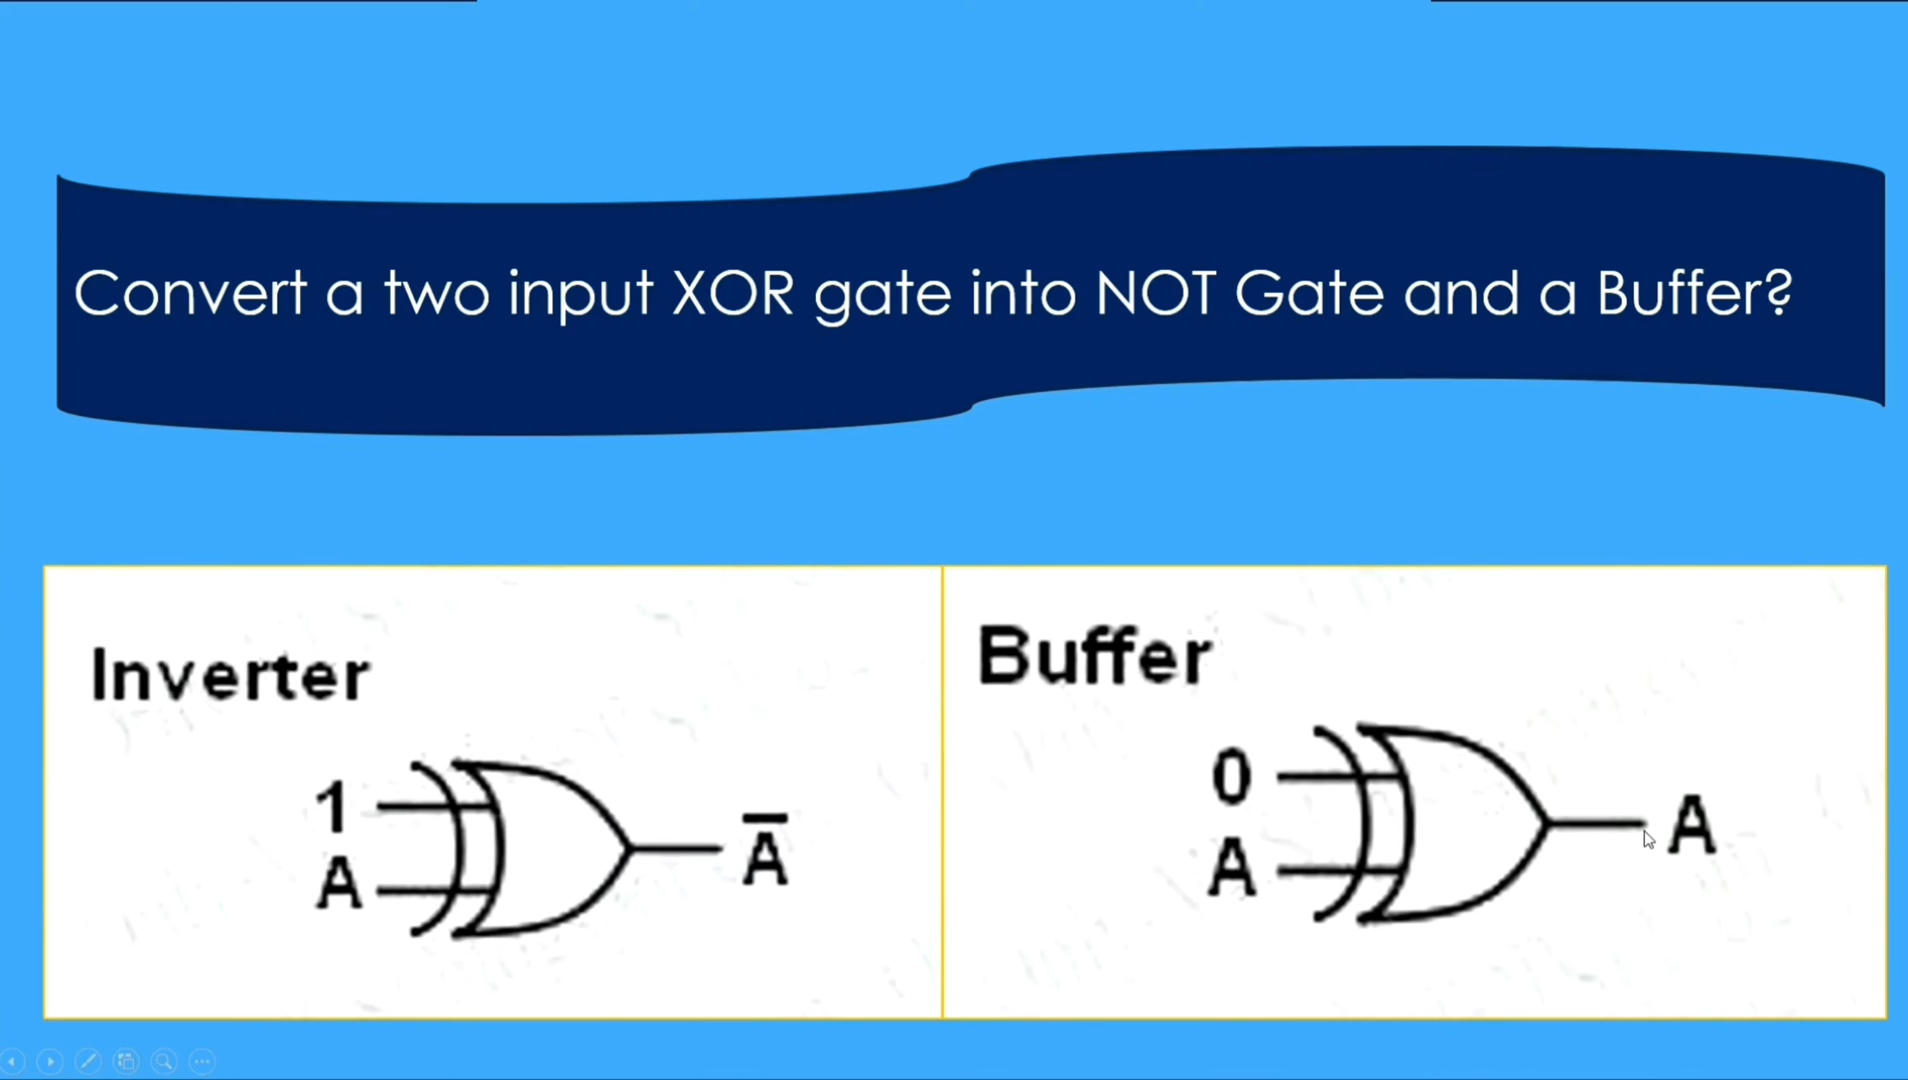 Convert a two input XOR gate into NOT Gate and a Buffer?
Inverter
1
A
A̅
Buffer
0
A
A